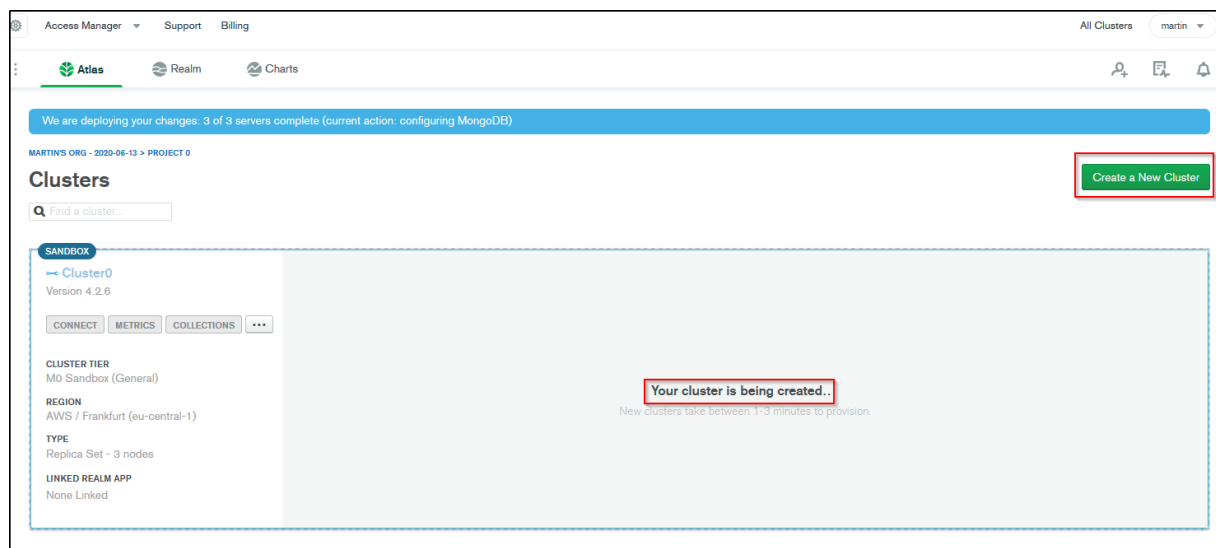 Access Manager Support Billing All Clusters martin
Atlas Realm Charts
We are deploying your changes: 3 of 3 servers complete (current action: configuring MongoDB)
MARTIN'S ORG - 2020-06-13 > PROJECT 0
Clusters
Create a New Cluster
Find a cluster...
SANDBOX
Cluster0
Version 4.2.6
CONNECT METRICS COLLECTIONS ...
CLUSTER TIER
M0 Sandbox (General)
REGION
AWS / Frankfurt (eu-central-1)
TYPE
Replica Set - 3 nodes
LINKED REALM APP
None Linked
Your cluster is being created..
New clusters take between 1-3 minutes to provision.